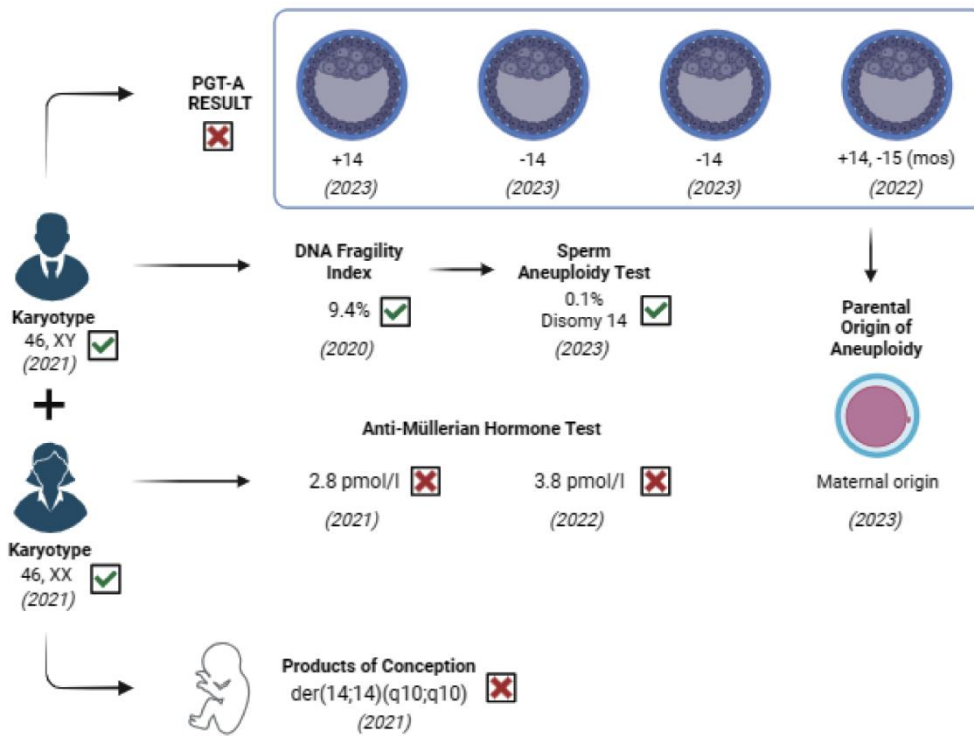 PGT-A
RESULT
+14
(2023)
-14
(2023)
-14
(2023)
+14, -15 (mos)
(2022)
Karyotype
46, XY
(2021)
DNA Fragility
Index
9.4%
(2020)
Sperm
Aneuploidy Test
0.1%
Disomy 14
(2023)
Parental
Origin of
Aneuploidy
Maternal origin
(2023)
+
Anti-Müllerian Hormone Test
2.8 pmol/l
(2021)
3.8 pmol/l
(2022)
Karyotype
46, XX
(2021)
Products of Conception
der(14;14)(q10;q10)
(2021)